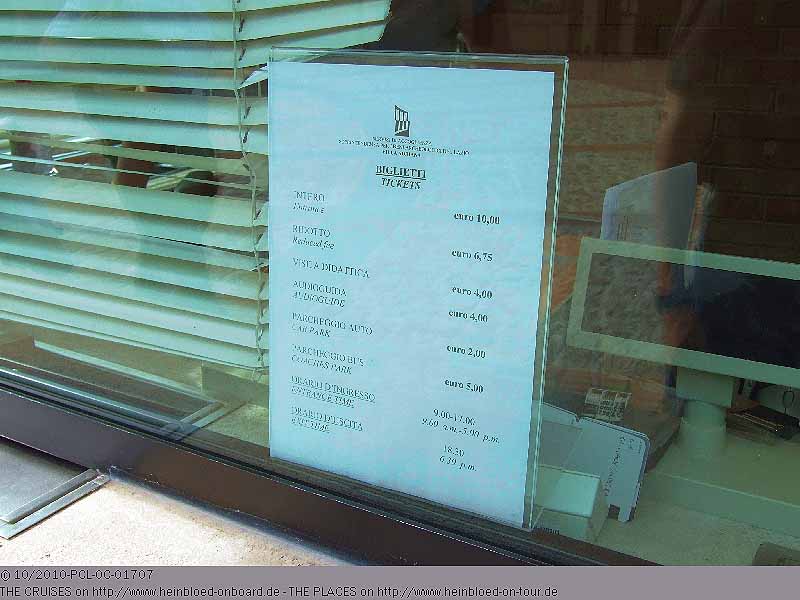 BIGLIETTI
TICKETS
INTERO
Entrance
euro 10,00
RIDOTTO
Reduced fee
euro 6,75
VISITA DIDATTICA
euro 4,00
AUDIOGUIDA
AUDIOGUIDE
euro 4,00
PARCHEGGIO AUTO
CAR PARK
euro 2,00
PARCHEGGIO BUS
COACHES PARK
euro 5,00
ORARIO D'INGRESSO
ENTRANCE TIME
9.00-17.00
9.00 a.m.-5.00 p.m.
ORARIO D'USCITA
EXIT TIME
18.30
6.30 p.m.
© 10/2010-PCL-OC-01707
THE CRUISES on http://www.heinbloed-onboard.de - THE PLACES on http://www.heinbloed-on-tour.de